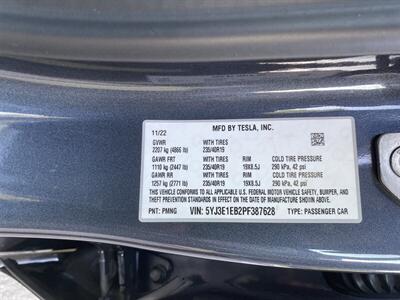 MFD BY TESLA, INC.
11/22
GVWR WITH TIRES
2207 kg (4866 lb) 235/40R19
GAWR FRT WITH TIRES RIM COLD TIRE PRESSURE
1110 kg (2447 lb) 235/40R19 19X8.5J 290 kPa, 42 psi
GAWR RR WITH TIRES RIM COLD TIRE PRESSURE
1257 kg (2771 lb) 235/40R19 19X8.5J 290 kPa, 42 psi
THIS VEHICLE CONFORMS TO ALL APPLICABLE U.S. FEDERAL MOTOR VEHICLE SAFETY, BUMPER, AND
THEFT PREVENTION STANDARDS IN EFFECT ON THE DATE OF MANUFACTURE SHOWN ABOVE.
PNT: PMNG VIN: 5YJ3E1EB2PF387628 TYPE: PASSENGER CAR